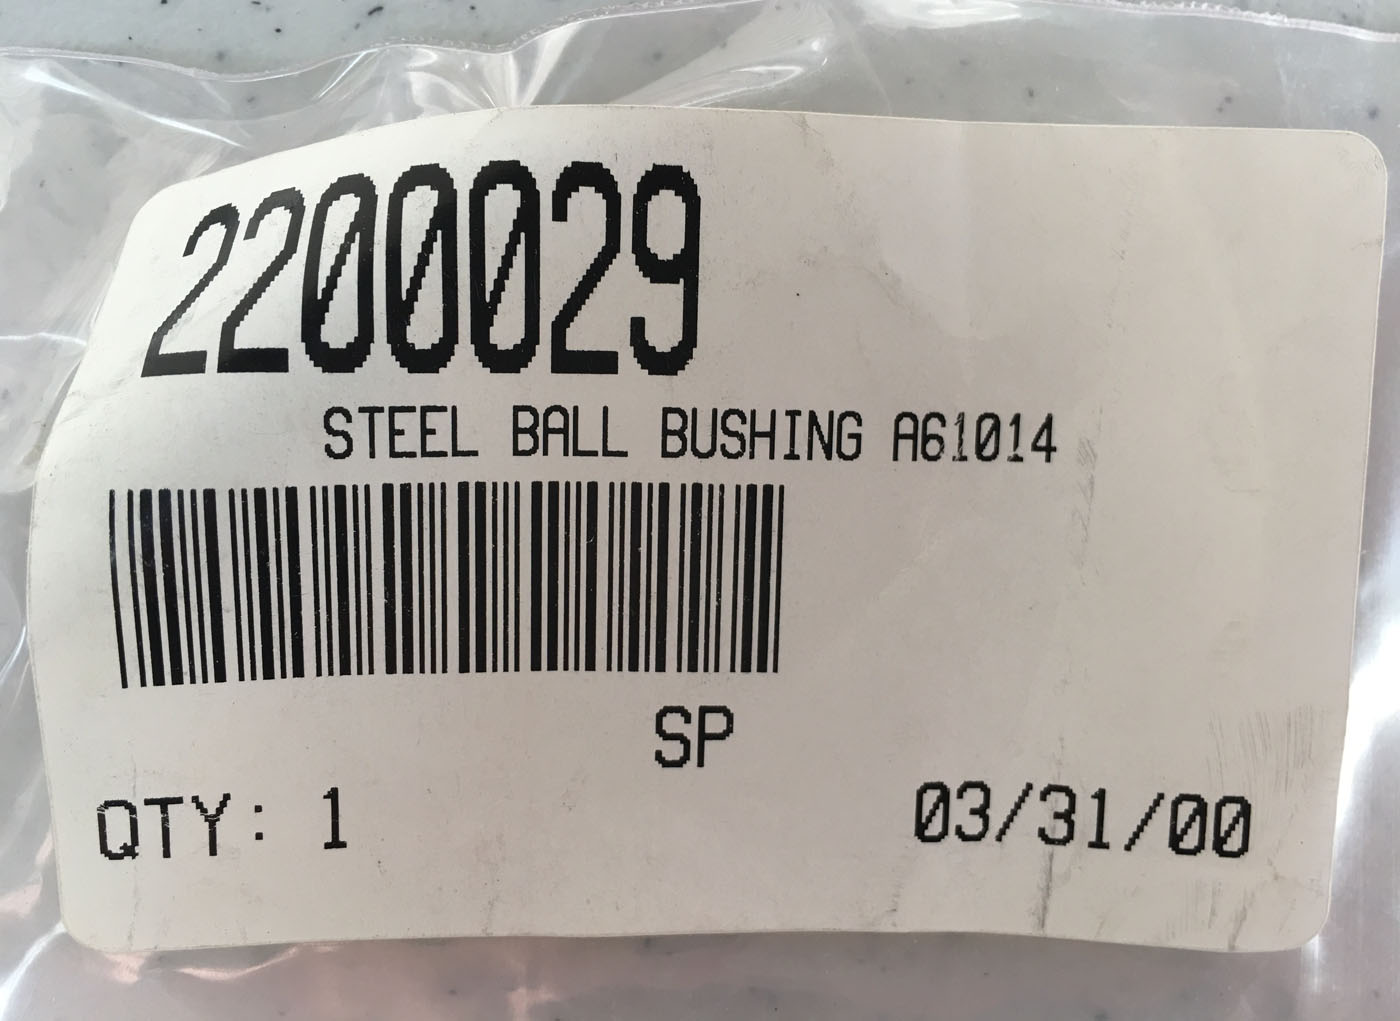 2200029
STEEL BALL BUSHING A61014
SP
QTY: 1
03/31/00